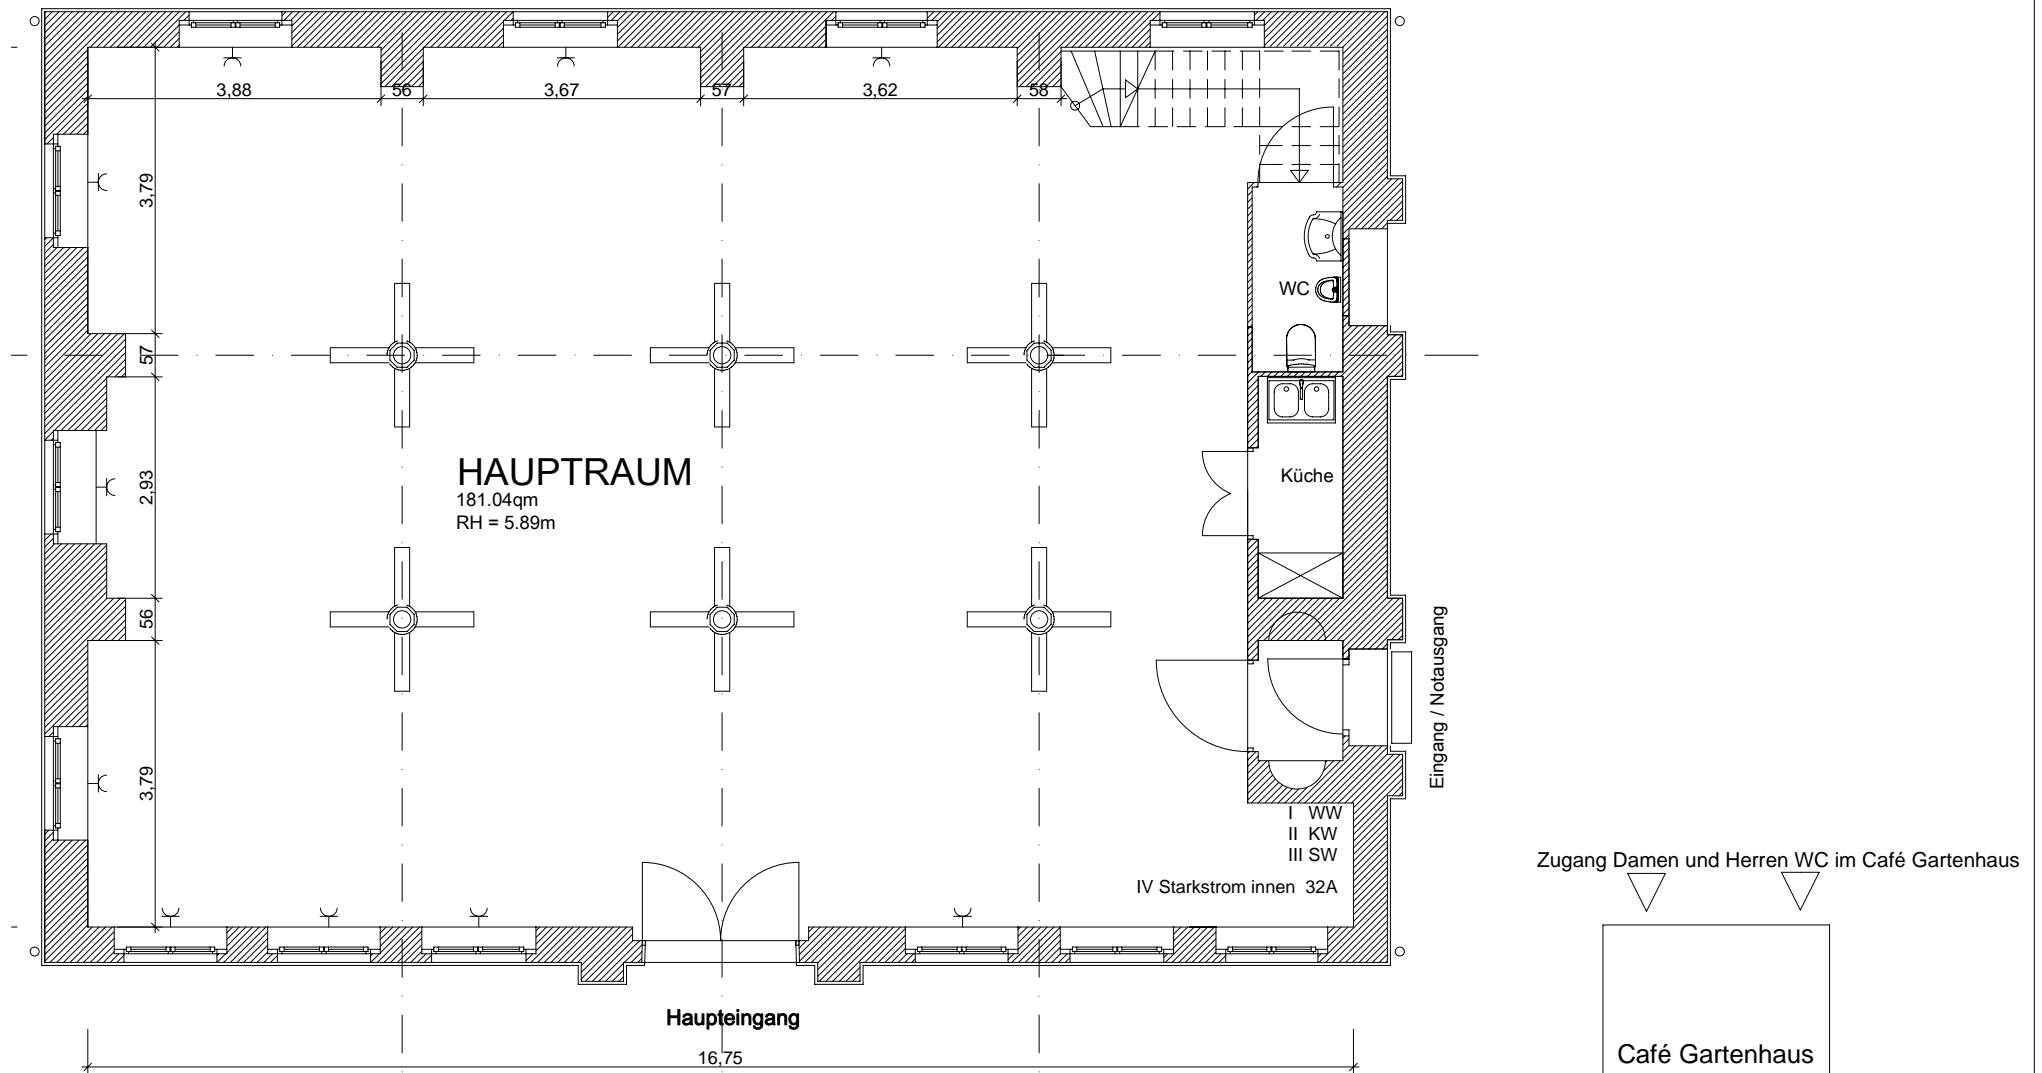 3,88
56
3,67
57
3,62
58
3,79
57
2,93
56
3,79
WC
Küche
HAUPTRAUM
181.04qm
RH = 5.89m
Eingang / Notausgang
I WW
II KW
III SW
IV Starkstrom innen 32A
Zugang Damen und Herren WC im Café Gartenhaus
Haupteingang
16,75
Café Gartenhaus